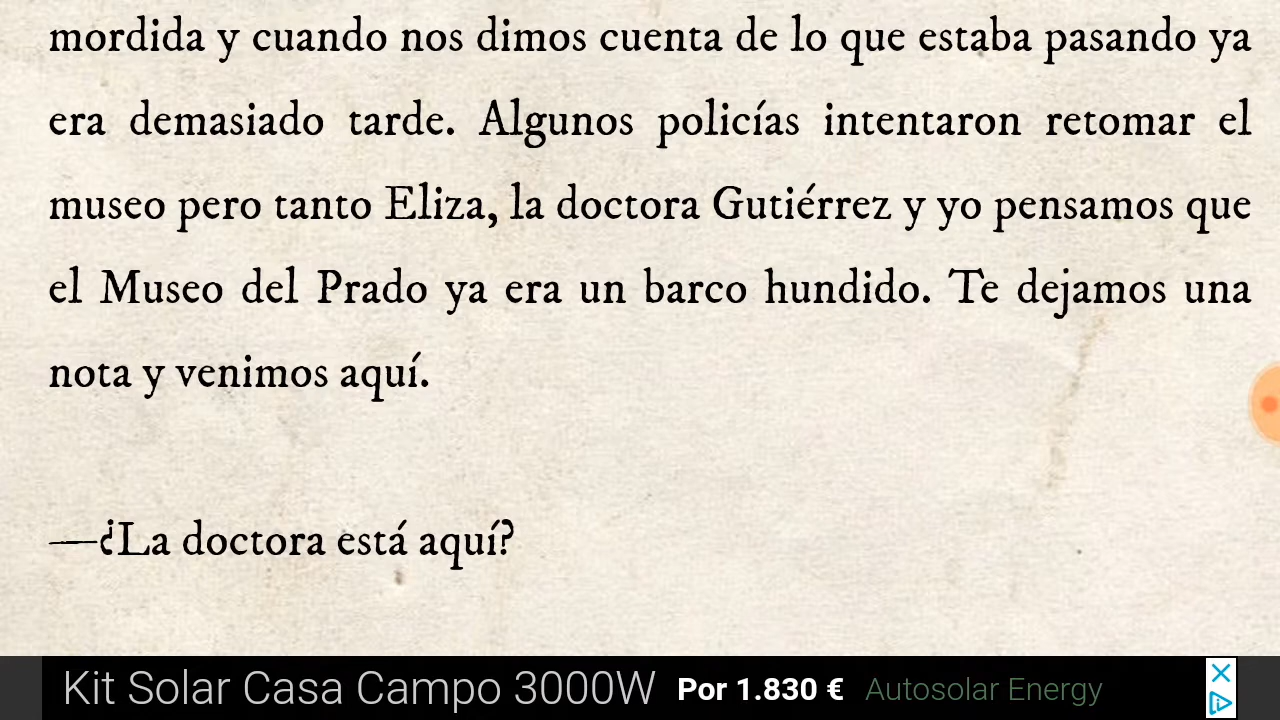 mordida y cuando nos dimos cuenta de lo que estaba pasando ya
era demasiado tarde. Algunos policías intentaron retomar el
museo pero tanto Eliza, la doctora Gutiérrez y yo pensamos que
el Museo del Prado ya era un barco hundido. Te dejamos una
nota y venimos aquí.
—¿La doctora está aquí?
Kit Solar Casa Campo 3000W Por 1.830 € Autosolar Energy